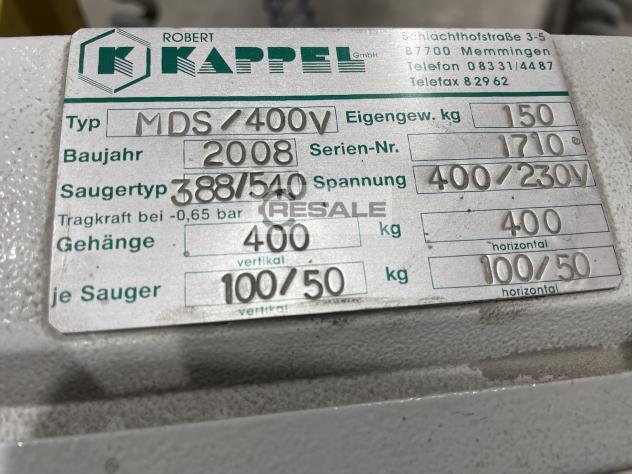 ROBERT
K KAPPEL GmbH
Schlachthofstraße 3-5
87700 Memmingen
Telefon 08331/4487
Telefax 82962
Typ MDS/400V Eigengew. kg 150
Baujahr 2008 Serien-Nr. 1710
Saugertyp 388/540 Spannung 400/230V
Tragkraft bei -0,65 bar
RESALE
Gehänge 400 kg 400
vertikal horizontal
je Sauger 100/50 kg 100/50
vertikal horizontal